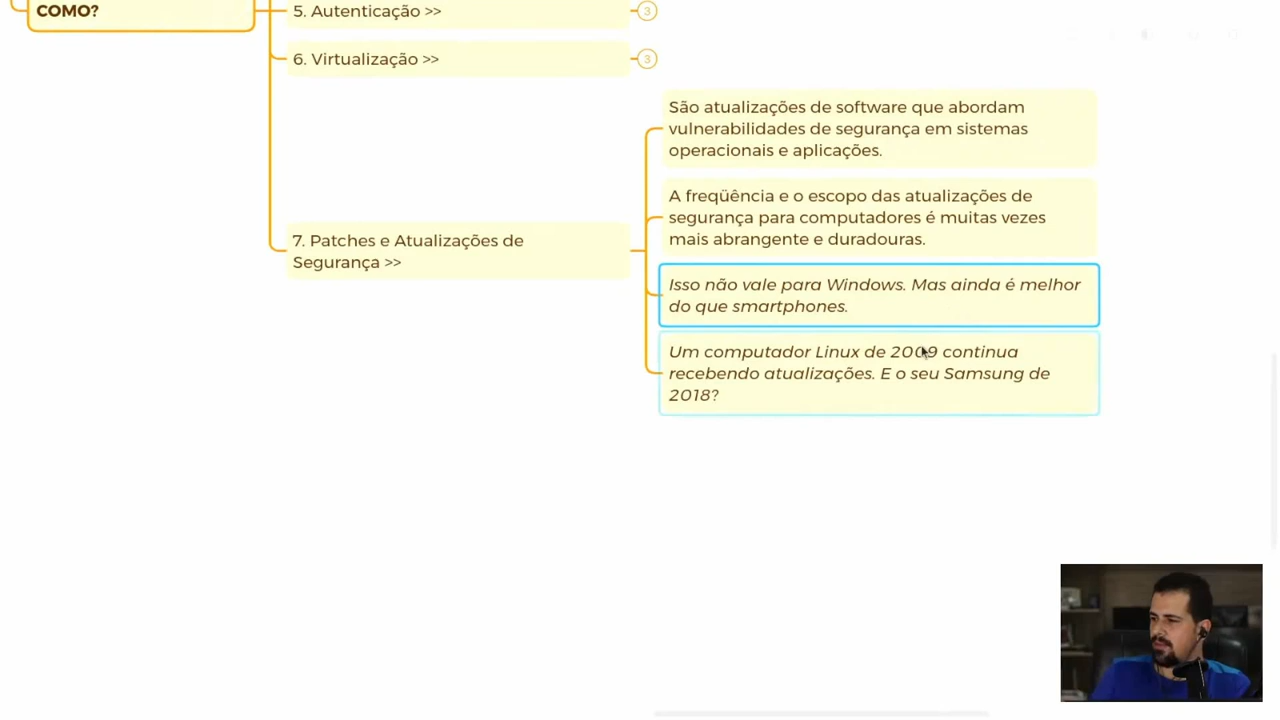 COMO?
5. Autenticação >>
3
6. Virtualização >>
3
São atualizações de software que abordam
vulnerabilidades de segurança em sistemas
operacionais e aplicações.
A freqüência e o escopo das atualizações de
segurança para computadores é muitas vezes
mais abrangente e duradouras.
7. Patches e Atualizações de
Segurança >>
Isso não vale para Windows. Mas ainda é melhor
do que smartphones.
Um computador Linux de 2009 continua
recebendo atualizações. E o seu Samsung de
2018?